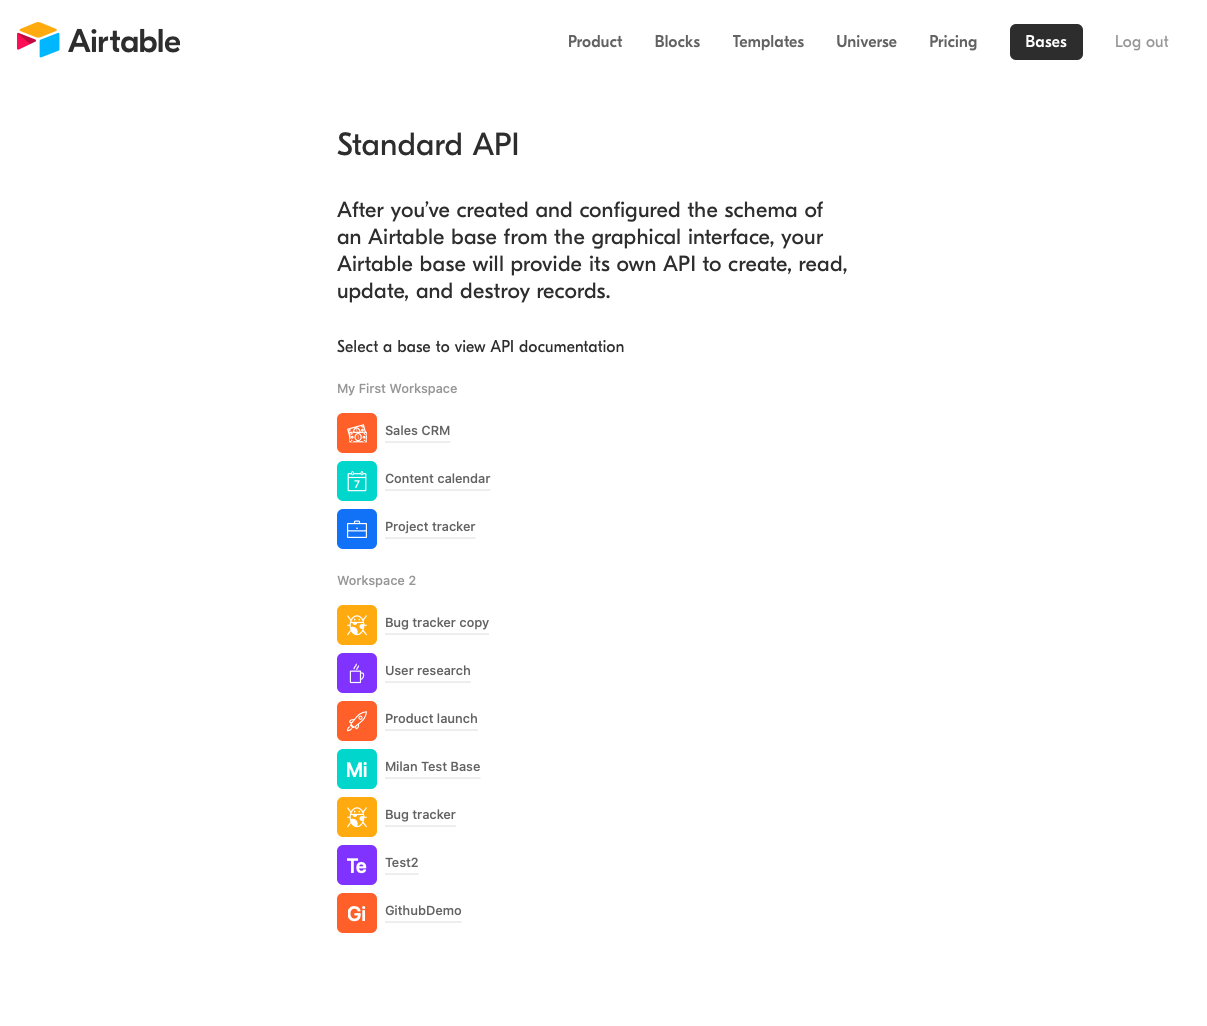 Airtable
Product Blocks Templates Universe Pricing Bases Log out
Standard API
After you’ve created and configured the schema of
an Airtable base from the graphical interface, your
Airtable base will provide its own API to create, read,
update, and destroy records.
Select a base to view API documentation
My First Workspace
Sales CRM
7 Content calendar
Project tracker
Workspace 2
Bug tracker copy
User research
Product launch
Mi Milan Test Base
Bug tracker
Te Test2
Gi GithubDemo